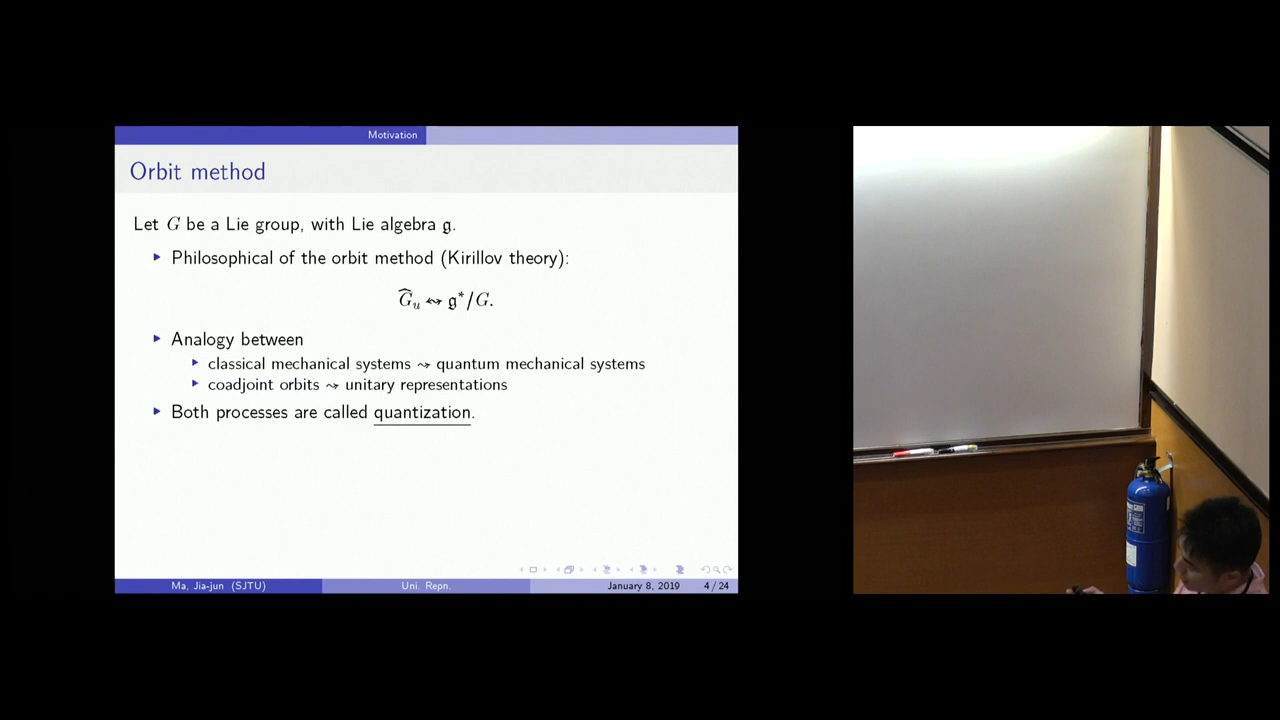 Motivation
Orbit method
Let G be a Lie group, with Lie algebra 𝔤.
Philosophical of the orbit method (Kirillov theory):
Ĝᵤ ↭ 𝔤*/G.
Analogy between
classical mechanical systems ⇝ quantum mechanical systems
coadjoint orbits ⇝ unitary representations
Both processes are called quantization.
Ma, Jia-jun (SJTU) Uni. Repn. January 8, 2019 4 / 24